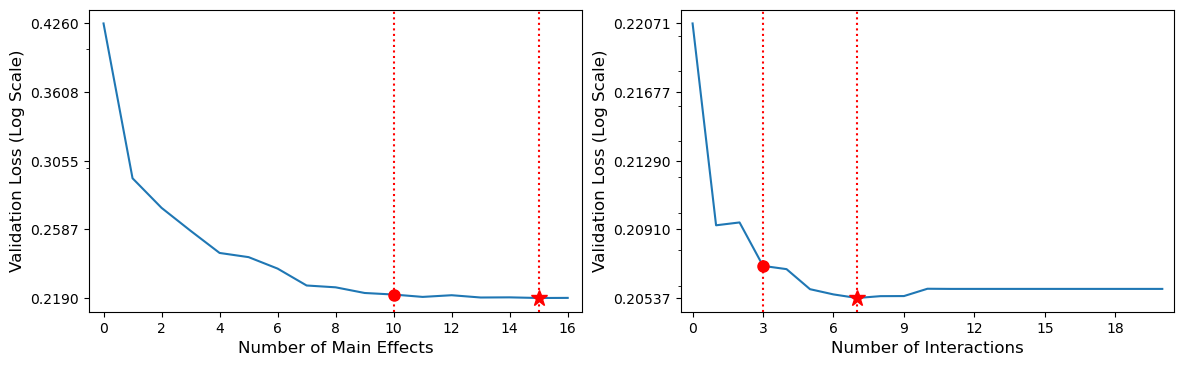 Validation Loss (Log Scale)
0.4260
0.3608
0.3055
0.2587
0.2190
0 2 4 6 8 10 12 14 16
Number of Main Effects
Validation Loss (Log Scale)
0.22071
0.21677
0.21290
0.20910
0.20537
0 3 6 9 12 15 18
Number of Interactions